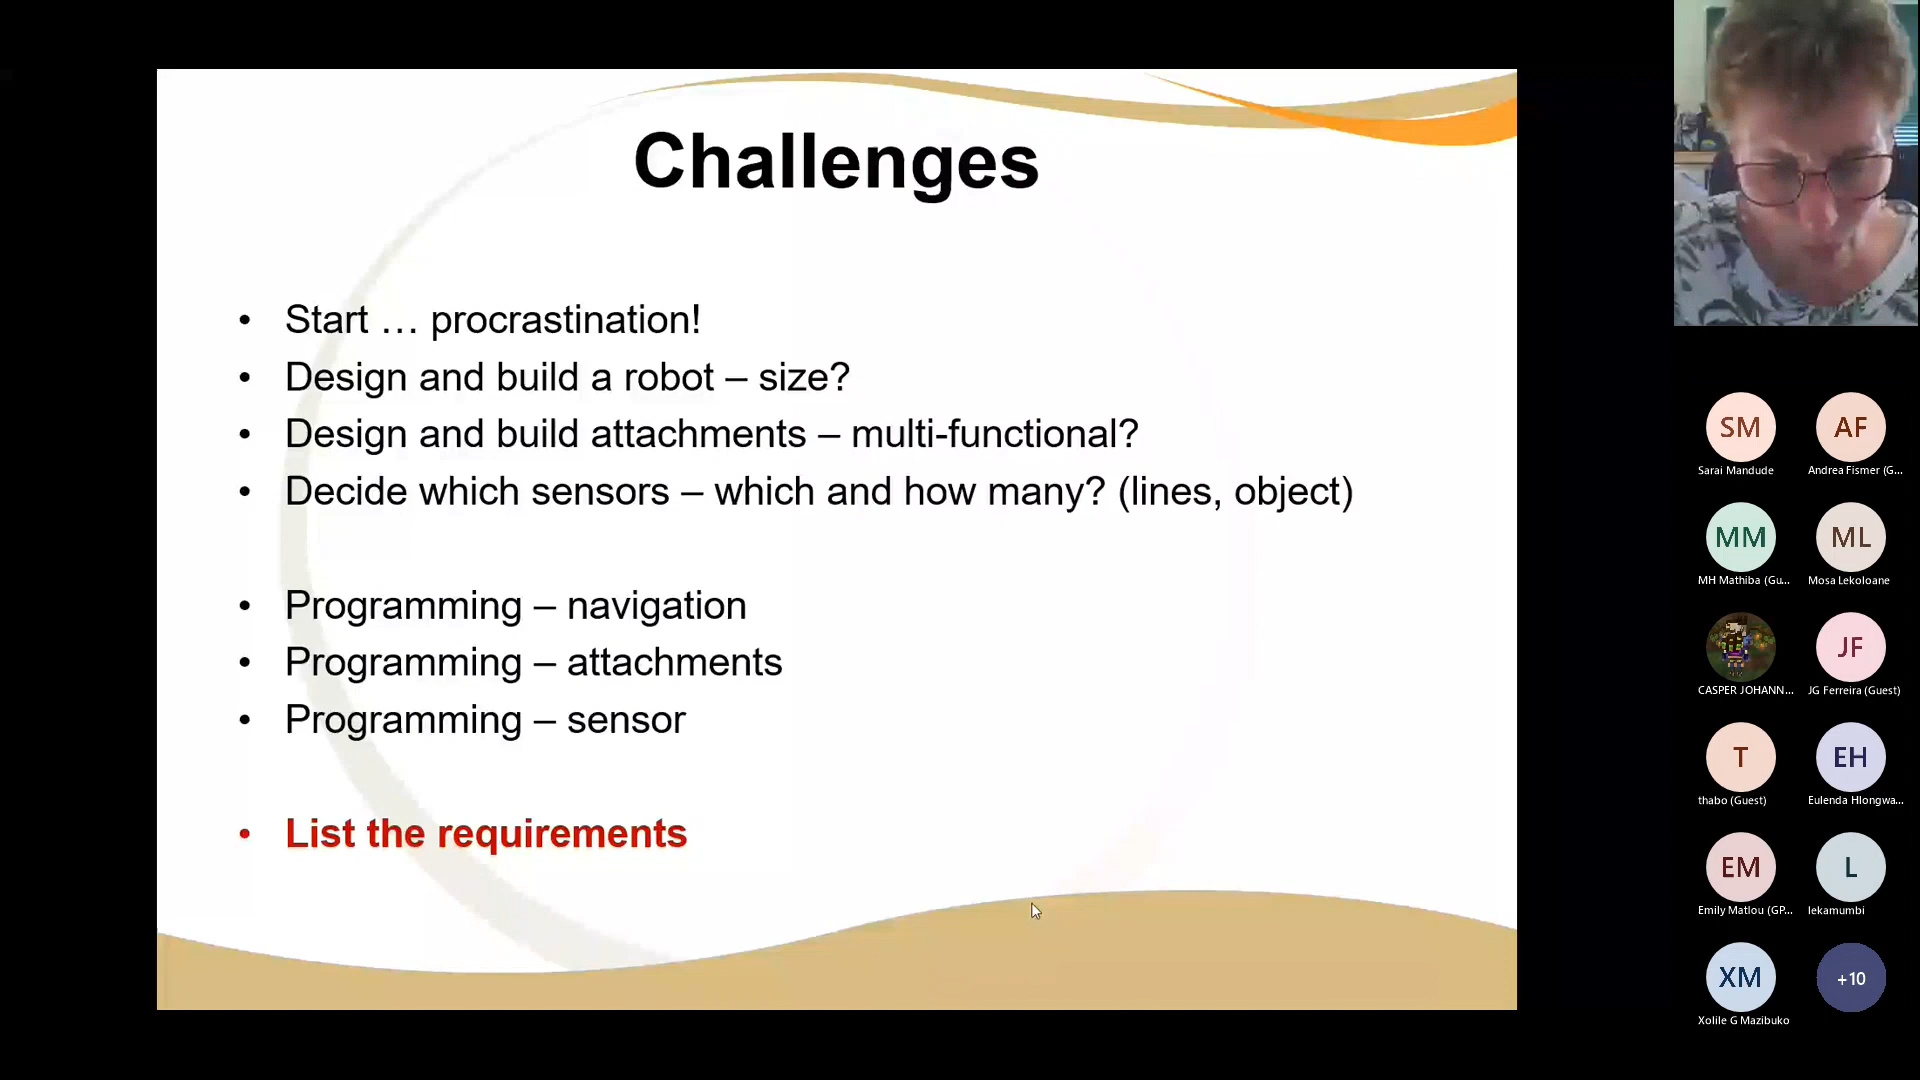 Challenges
• Start … procrastination!
• Design and build a robot – size?
• Design and build attachments – multi-functional?
• Decide which sensors – which and how many? (lines, object)
• Programming – navigation
• Programming – attachments
• Programming – sensor
• List the requirements
SM
AF
Sarai Mandude
Andrea Fismer (G...
MM
ML
MH Mathiba (Gu...
Mosa Lekoloane
JF
CASPER JOHANN...
JG Ferreira (Guest)
T
EH
thabo (Guest)
Eulenda Hlongwa...
EM
L
Emily Matlou (GP...
lekamumbi
XM
+10
Xolile G Mazibuko